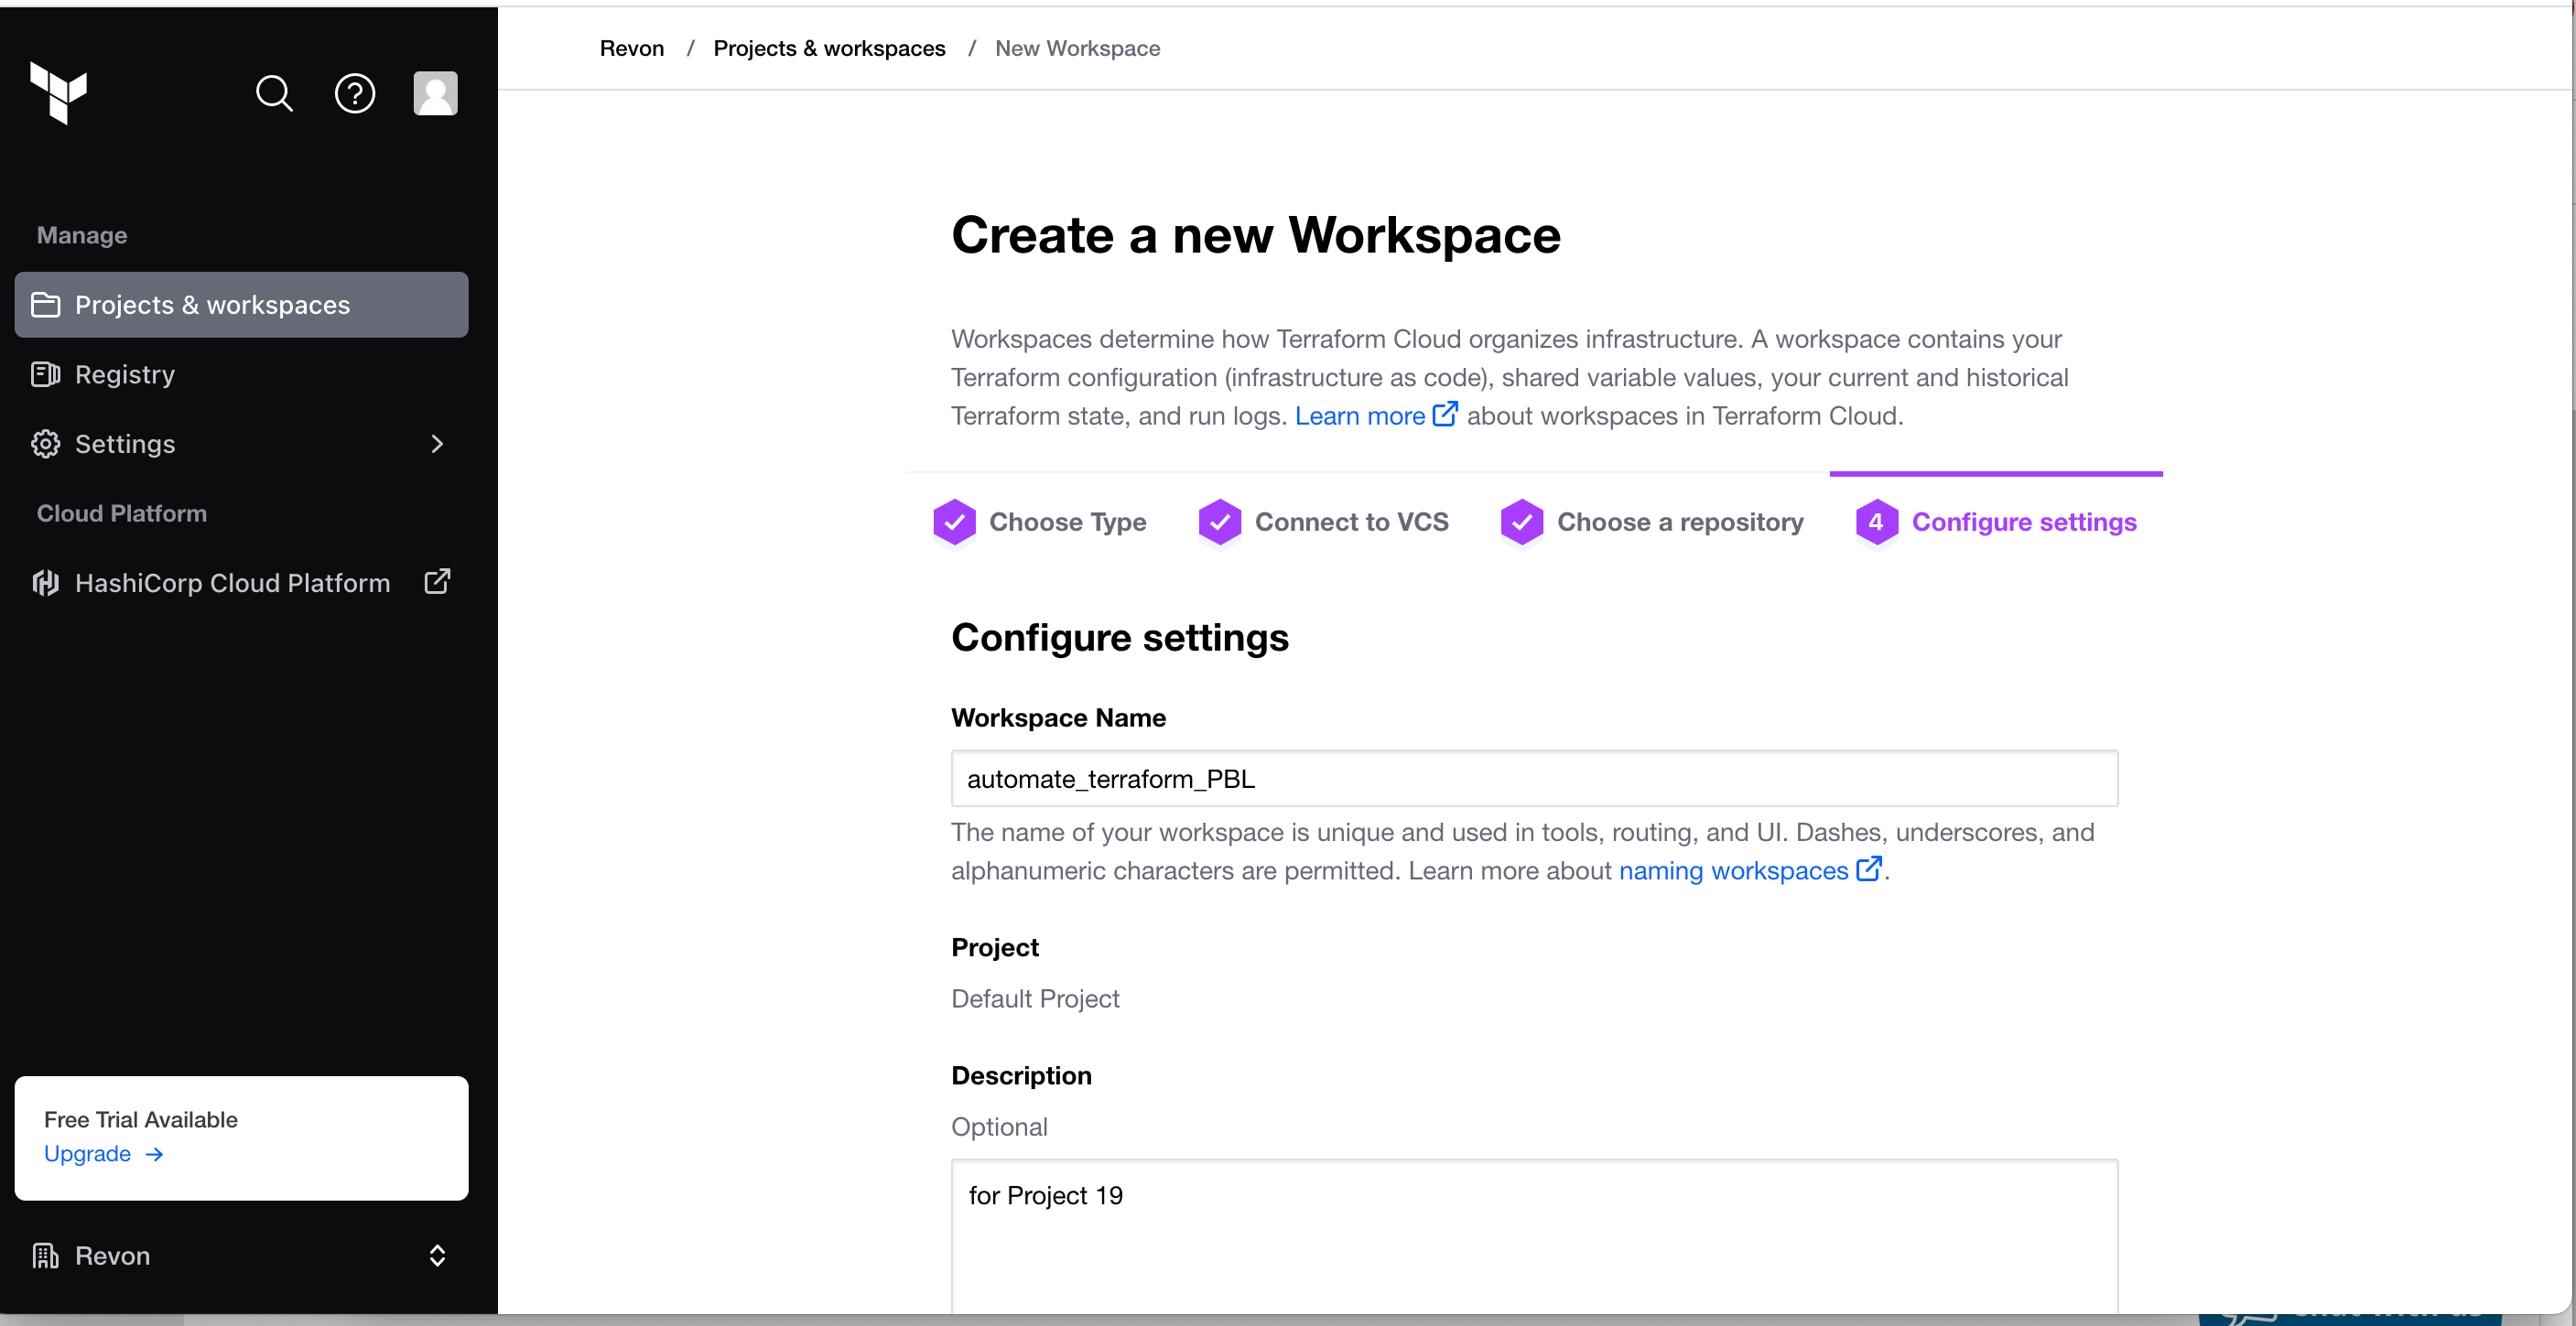 Revon / Projects & workspaces / New Workspace
Manage
Projects & workspaces
Registry
Settings
Cloud Platform
HashiCorp Cloud Platform
Free Trial Available
Upgrade →
Revon
Create a new Workspace
Workspaces determine how Terraform Cloud organizes infrastructure. A workspace contains your
Terraform configuration (infrastructure as code), shared variable values, your current and historical
Terraform state, and run logs. Learn more about workspaces in Terraform Cloud.
Choose Type
Connect to VCS
Choose a repository
4 Configure settings
Configure settings
Workspace Name
automate_terraform_PBL
The name of your workspace is unique and used in tools, routing, and UI. Dashes, underscores, and
alphanumeric characters are permitted. Learn more about naming workspaces.
Project
Default Project
Description
Optional
for Project 19